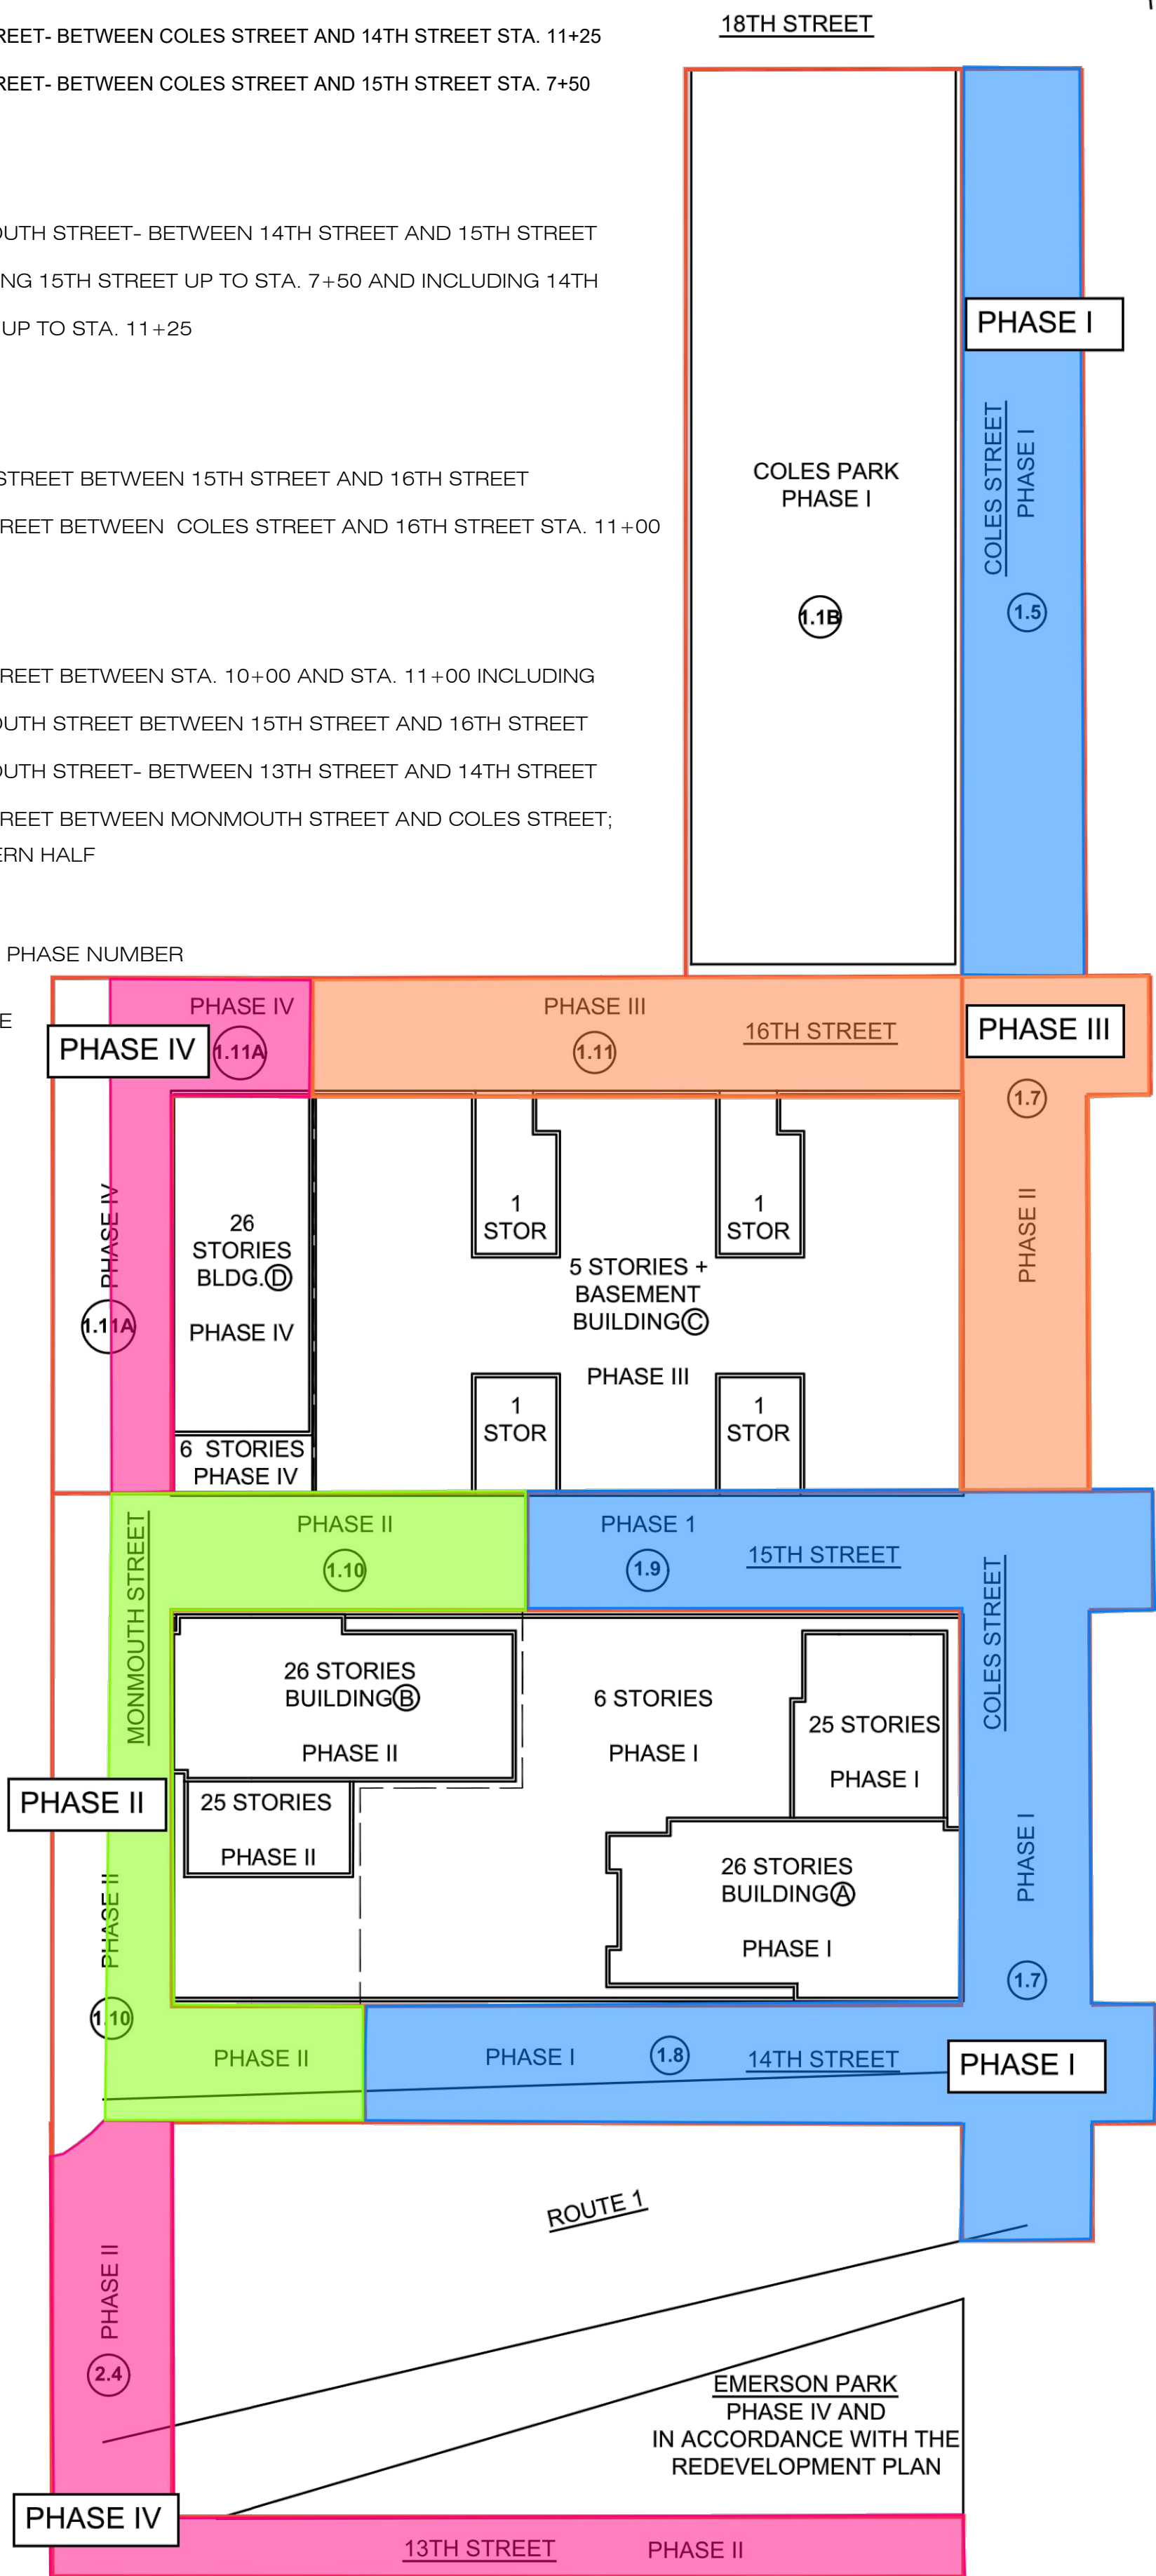 18TH STREET
REET- BETWEEN COLES STREET AND 14TH STREET STA. 11+25
REET- BETWEEN COLES STREET AND 15TH STREET STA. 7+50
OUTH STREET- BETWEEN 14TH STREET AND 15TH STREET
NG 15TH STREET UP TO STA. 7+50 AND INCLUDING 14TH
UP TO STA. 11+25
STREET BETWEEN 15TH STREET AND 16TH STREET
REET BETWEEN COLES STREET AND 16TH STREET STA. 11+00
REET BETWEEN STA. 10+00 AND STA. 11+00 INCLUDING
OUTH STREET BETWEEN 15TH STREET AND 16TH STREET
OUTH STREET- BETWEEN 13TH STREET AND 14TH STREET
REET BETWEEN MONMOUTH STREET AND COLES STREET;
ERN HALF
PHASE NUMBER
E
PHASE I
COLES STREET
PHASE I
1.5
COLES PARK
PHASE I
1.1B
PHASE IV
1.11A
PHASE IV
PHASE III
1.11
16TH STREET
PHASE III
1.7
PHASE II
PHASE IV
1.11A
26
STORIES
BLDG. D
PHASE IV
6 STORIES
PHASE IV
1
STOR
1
STOR
5 STORIES +
BASEMENT
BUILDING C
PHASE III
1
STOR
1
STOR
PHASE II
1.10
PHASE 1
1.9
15TH STREET
MONMOUTH STREET
COLES STREET
26 STORIES
BUILDING B
PHASE II
6 STORIES
PHASE I
25 STORIES
PHASE I
PHASE II
25 STORIES
PHASE II
26 STORIES
BUILDING A
PHASE I
PHASE I
1.7
PHASE II
1.10
PHASE II
PHASE I
1.8
14TH STREET
PHASE I
ROUTE 1
PHASE II
2.4
EMERSON PARK
PHASE IV AND
IN ACCORDANCE WITH THE
REDEVELOPMENT PLAN
PHASE IV
13TH STREET
PHASE II